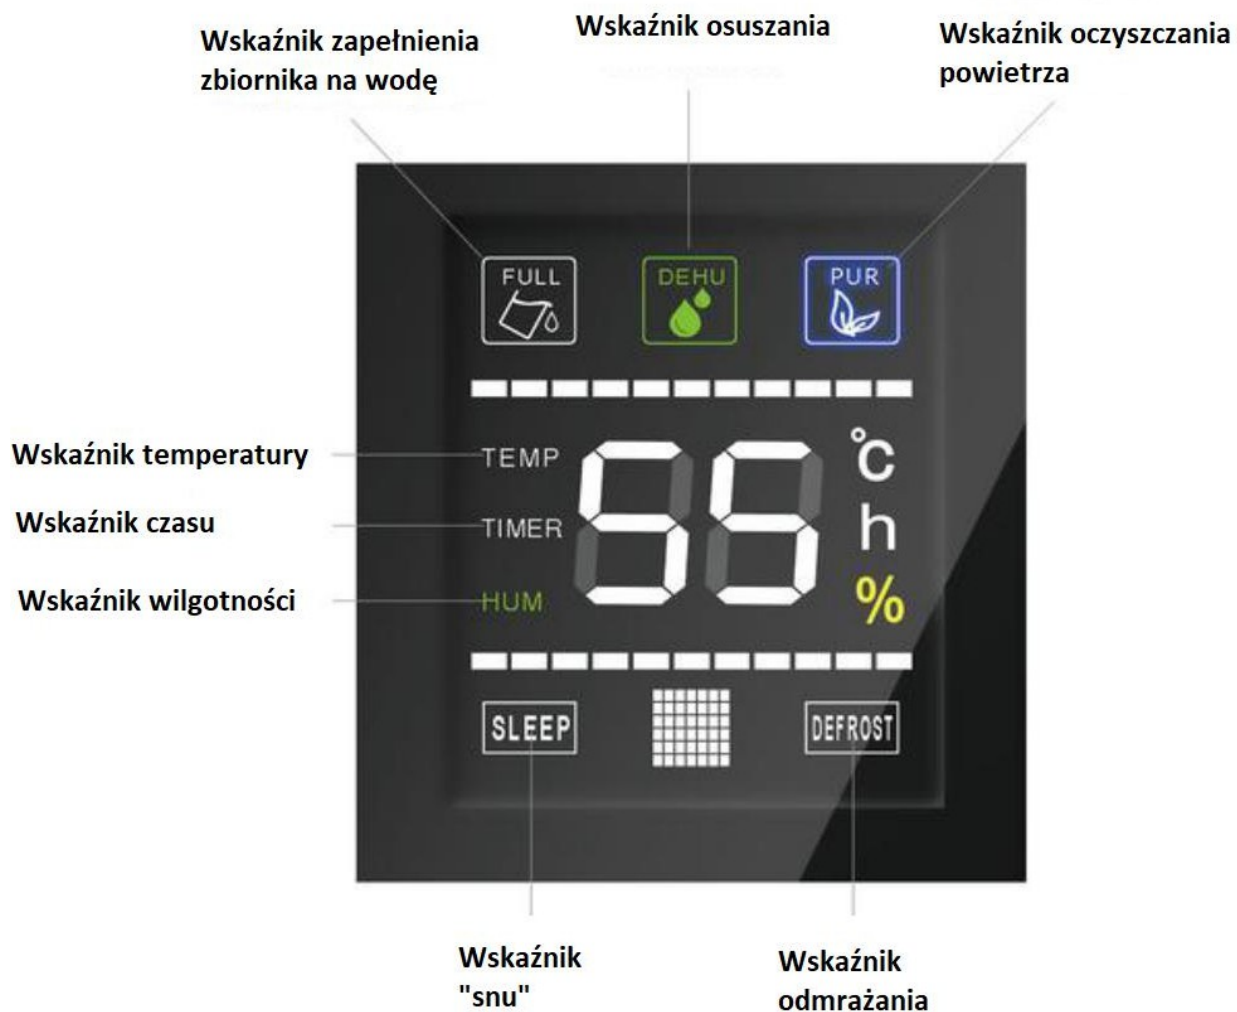 Wskaźnik zapełnienia
zbiornika na wodę
Wskaźnik osuszania
Wskaźnik oczyszczania
powietrza
FULL
DEHU
PUR
Wskaźnik temperatury
TEMP
55
°C
Wskaźnik czasu
TIMER
h
Wskaźnik wilgotności
HUM
%
SLEEP
DEFROST
Wskaźnik
"snu"
Wskaźnik
odmrażania